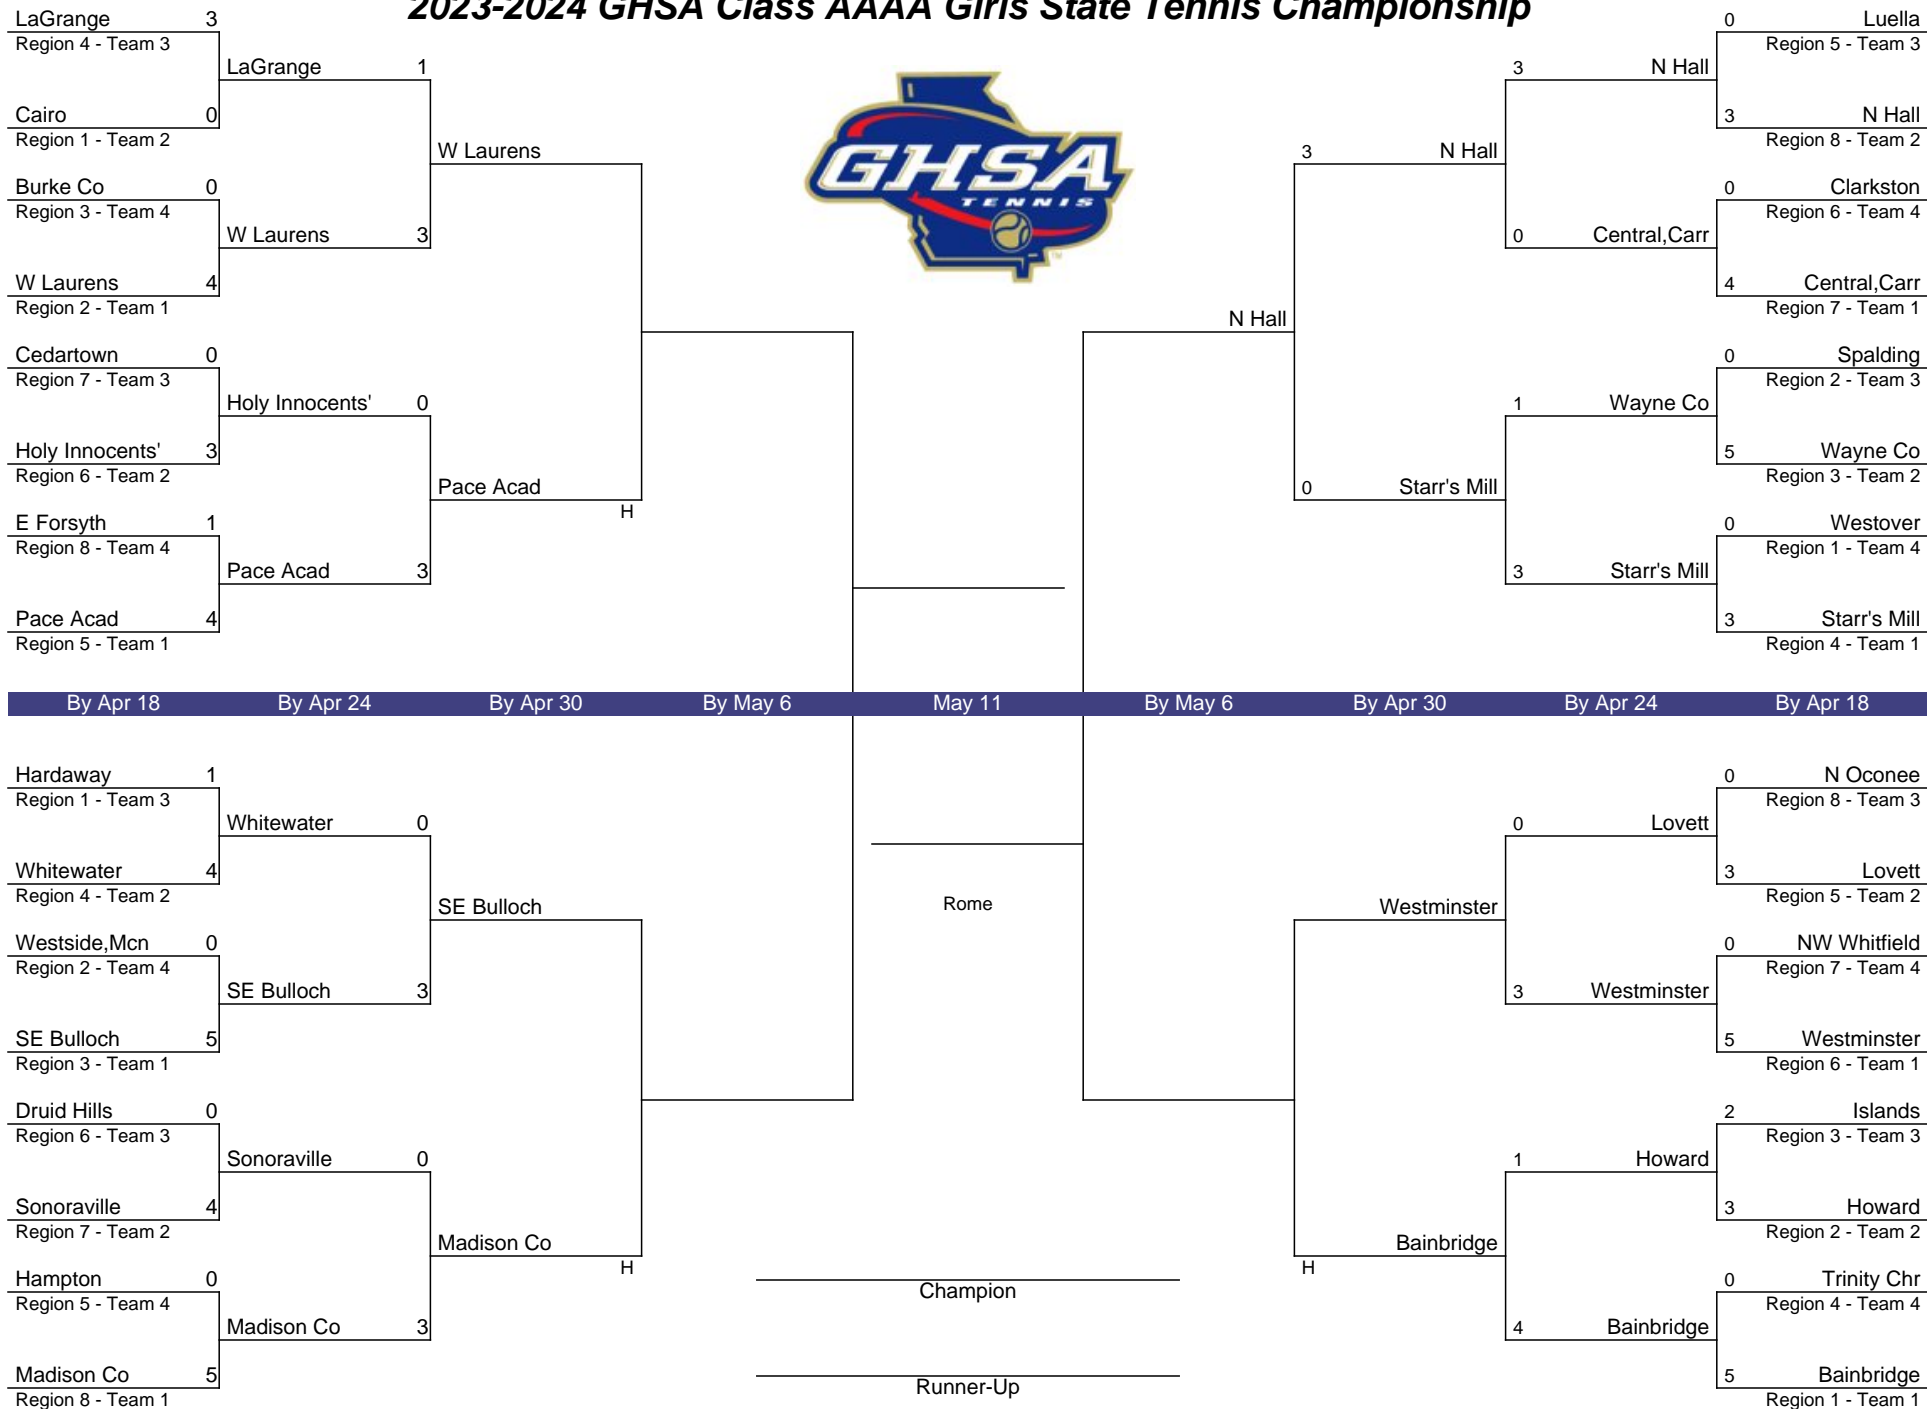 2023-2024 GHSA Class AAAA Girls State Tennis Championship
LaGrange 3
Region 4 - Team 3
LaGrange 1
Cairo 0
Region 1 - Team 2
W Laurens
Burke Co 0
Region 3 - Team 4
W Laurens 3
W Laurens 4
Region 2 - Team 1
Cedartown 0
Region 7 - Team 3
Holy Innocents' 0
Holy Innocents' 3
Region 6 - Team 2
Pace Acad
H
E Forsyth 1
Region 8 - Team 4
Pace Acad 3
Pace Acad 4
Region 5 - Team 1
GHSA
TENNIS
TM
0 Luella
Region 5 - Team 3
3 N Hall
3 N Hall
Region 8 - Team 2
3 N Hall
0 Clarkston
Region 6 - Team 4
0 Central,Carr
4 Central,Carr
Region 7 - Team 1
N Hall
0 Spalding
Region 2 - Team 3
1 Wayne Co
5 Wayne Co
Region 3 - Team 2
0 Starr's Mill
0 Westover
Region 1 - Team 4
3 Starr's Mill
3 Starr's Mill
Region 4 - Team 1
By Apr 18 By Apr 24 By Apr 30 By May 6 May 11 By May 6 By Apr 30 By Apr 24 By Apr 18
Hardaway 1
Region 1 - Team 3
Whitewater 0
Whitewater 4
Region 4 - Team 2
SE Bulloch
Westside,Mcn 0
Region 2 - Team 4
SE Bulloch 3
SE Bulloch 5
Region 3 - Team 1
Druid Hills 0
Region 6 - Team 3
Sonoraville 0
Sonoraville 4
Region 7 - Team 2
Madison Co
H
Hampton 0
Region 5 - Team 4
Madison Co 3
Madison Co 5
Region 8 - Team 1
Rome
Champion
Runner-Up
0 N Oconee
Region 8 - Team 3
0 Lovett
3 Lovett
Region 5 - Team 2
Westminster
0 NW Whitfield
Region 7 - Team 4
3 Westminster
5 Westminster
Region 6 - Team 1
2 Islands
Region 3 - Team 3
1 Howard
3 Howard
Region 2 - Team 2
Bainbridge
H
0 Trinity Chr
Region 4 - Team 4
4 Bainbridge
5 Bainbridge
Region 1 - Team 1